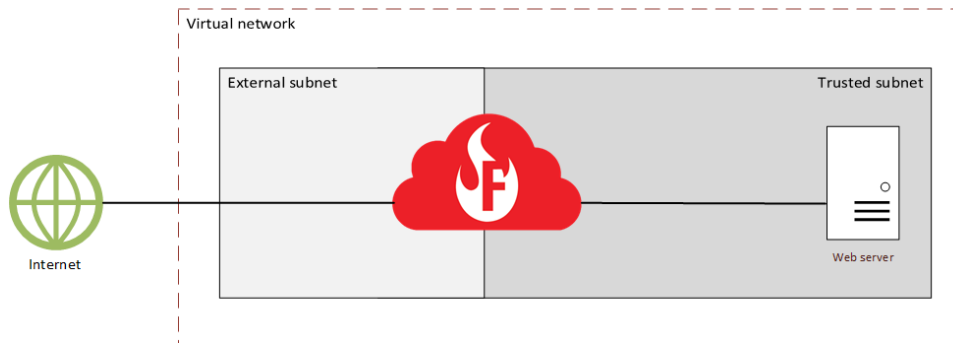 Virtual network
External subnet
Trusted subnet
F
Internet
Web server